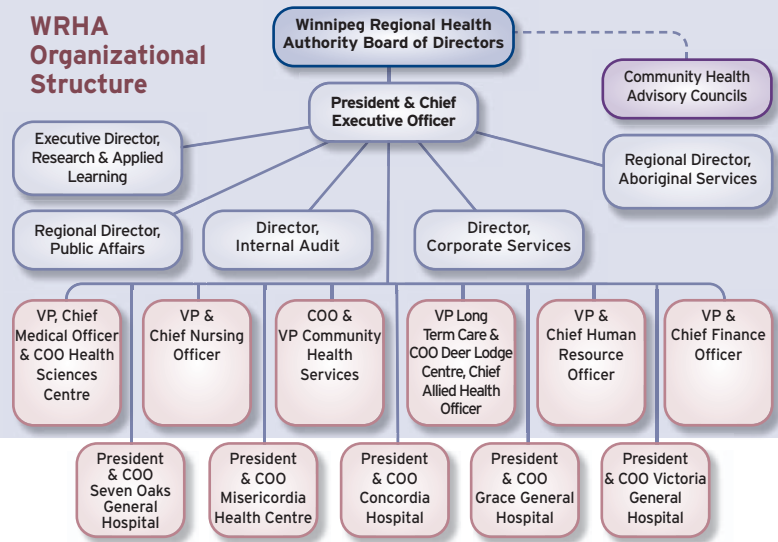 WRHA
Organizational
Structure
Winnipeg Regional Health
Authority Board of Directors
Community Health
Advisory Councils
President & Chief
Executive Officer
Executive Director,
Research & Applied
Learning
Regional Director,
Aboriginal Services
Regional Director,
Public Affairs
Director,
Internal Audit
Director,
Corporate Services
VP, Chief
Medical Officer
& COO Health
Sciences
Centre
VP &
Chief Nursing
Officer
COO &
VP Community
Health
Services
VP Long
Term Care &
COO Deer Lodge
Centre, Chief
Allied Health
Officer
VP &
Chief Human
Resource
Officer
VP &
Chief Finance
Officer
President
& COO
Seven Oaks
General
Hospital
President
& COO
Misericordia
Health Centre
President
& COO
Concordia
Hospital
President
& COO
Grace General
Hospital
President
& COO Victoria
General
Hospital